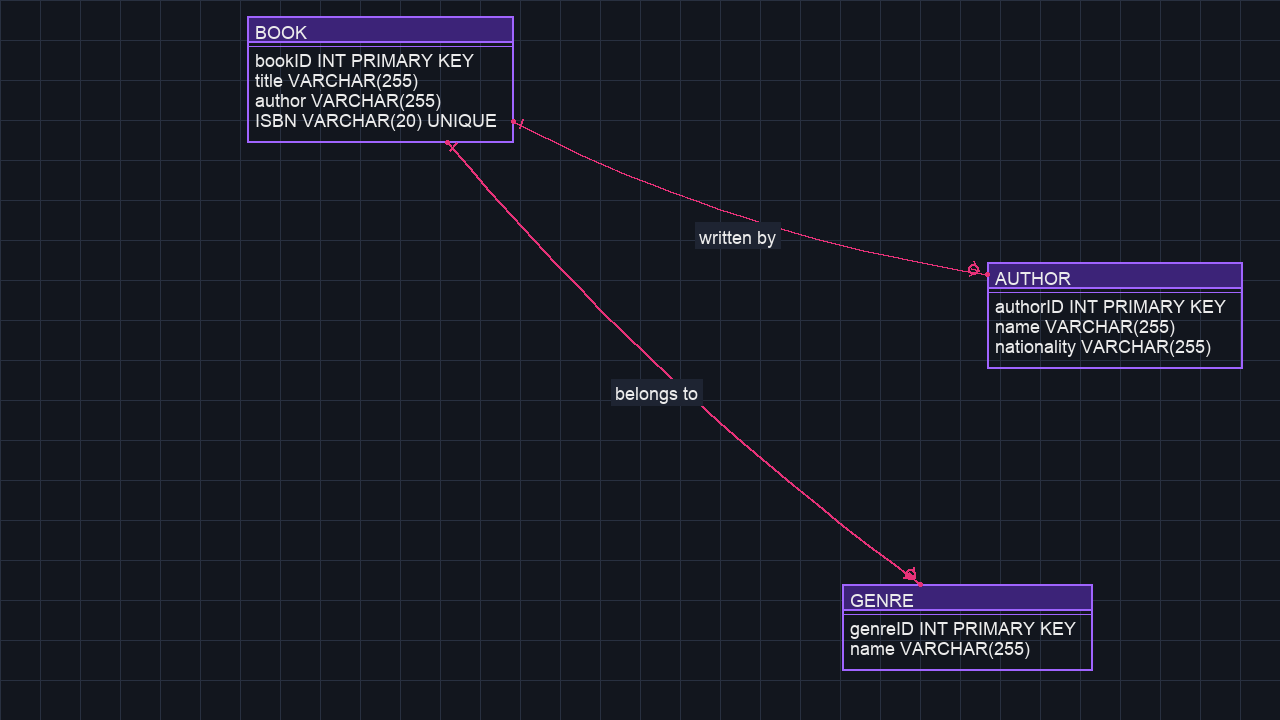 BOOK
bookID INT PRIMARY KEY
title VARCHAR(255)
author VARCHAR(255)
ISBN VARCHAR(20) UNIQUE
written by
AUTHOR
authorID INT PRIMARY KEY
name VARCHAR(255)
nationality VARCHAR(255)
belongs to
GENRE
genreID INT PRIMARY KEY
name VARCHAR(255)